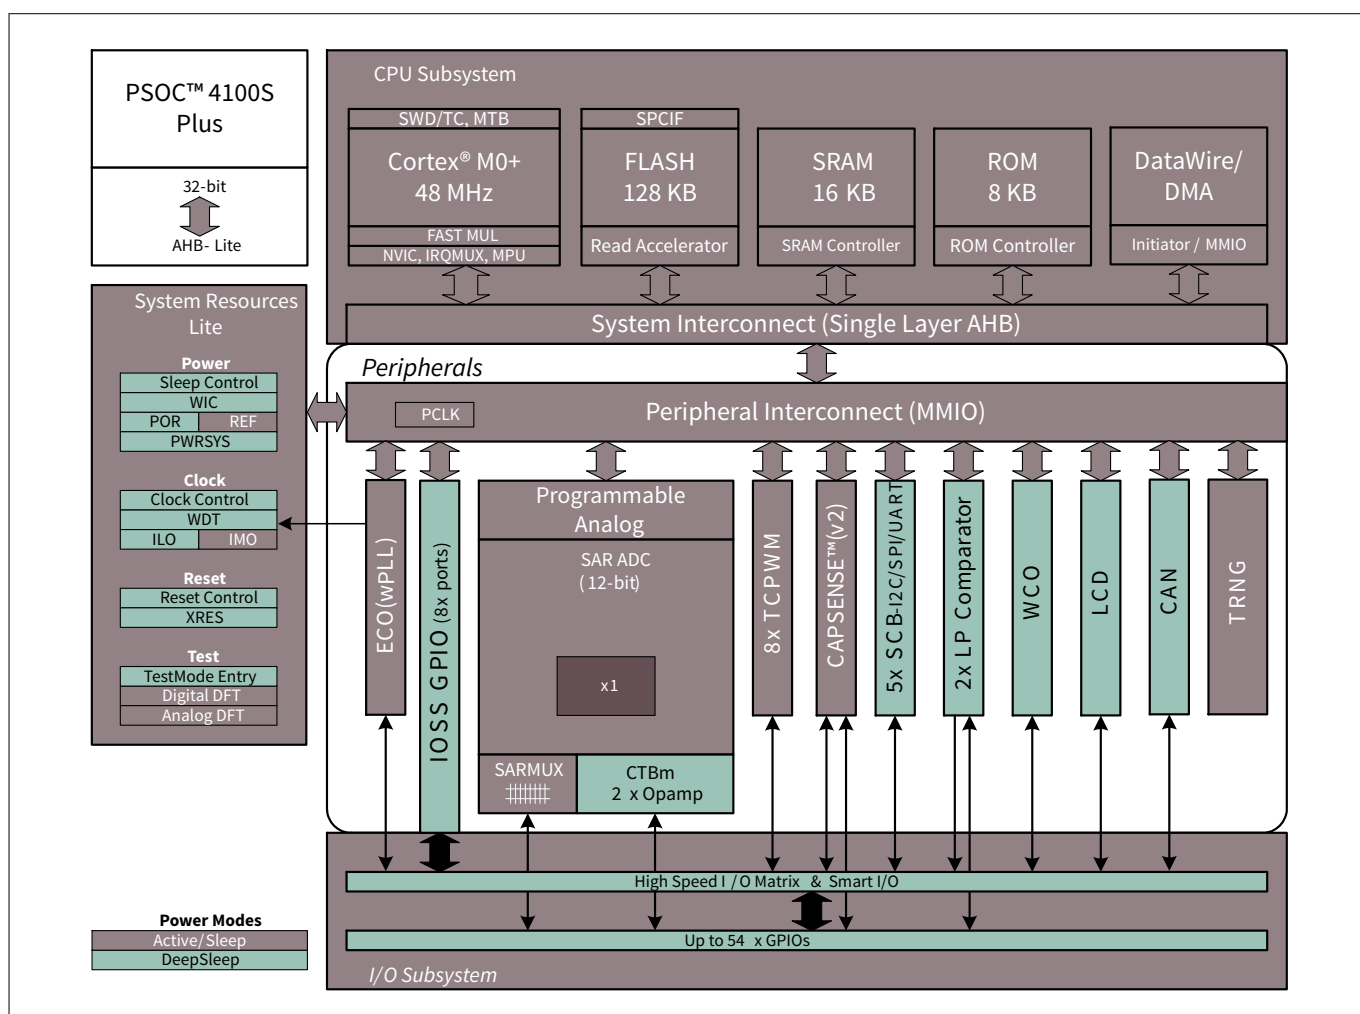 PSOC™ 4100S
Plus
32-bit
AHB- Lite
CPU Subsystem
SWD/TC, MTB
Cortex® M0+
48 MHz
FAST MUL
NVIC, IRQMUX, MPU
SPCIF
FLASH
128 KB
Read Accelerator
SRAM
16 KB
SRAM Controller
ROM
8 KB
ROM Controller
DataWire/
DMA
Initiator / MMIO
System Interconnect (Single Layer AHB)
System Resources
Lite
Power
Sleep Control
WIC
POR
REF
PWRSYS
Clock
Clock Control
WDT
ILO
IMO
Reset
Reset Control
XRES
Test
TestMode Entry
Digital DFT
Analog DFT
Peripherals
PCLK
Peripheral Interconnect (MMIO)
ECO(wPLL)
IOSS GPIO (8x ports)
Programmable
Analog
SAR ADC
( 12-bit)
x1
SARMUX
CTBm
2 x Opamp
8x TCPWM
CAPSENSE™(v2)
5x SCB-I2C/SPI/UART
2x LP Comparator
WCO
LCD
CAN
TRNG
High Speed I / O Matrix & Smart I/O
Up to 54 x GPIOs
I/O Subsystem
Power Modes
Active/Sleep
DeepSleep